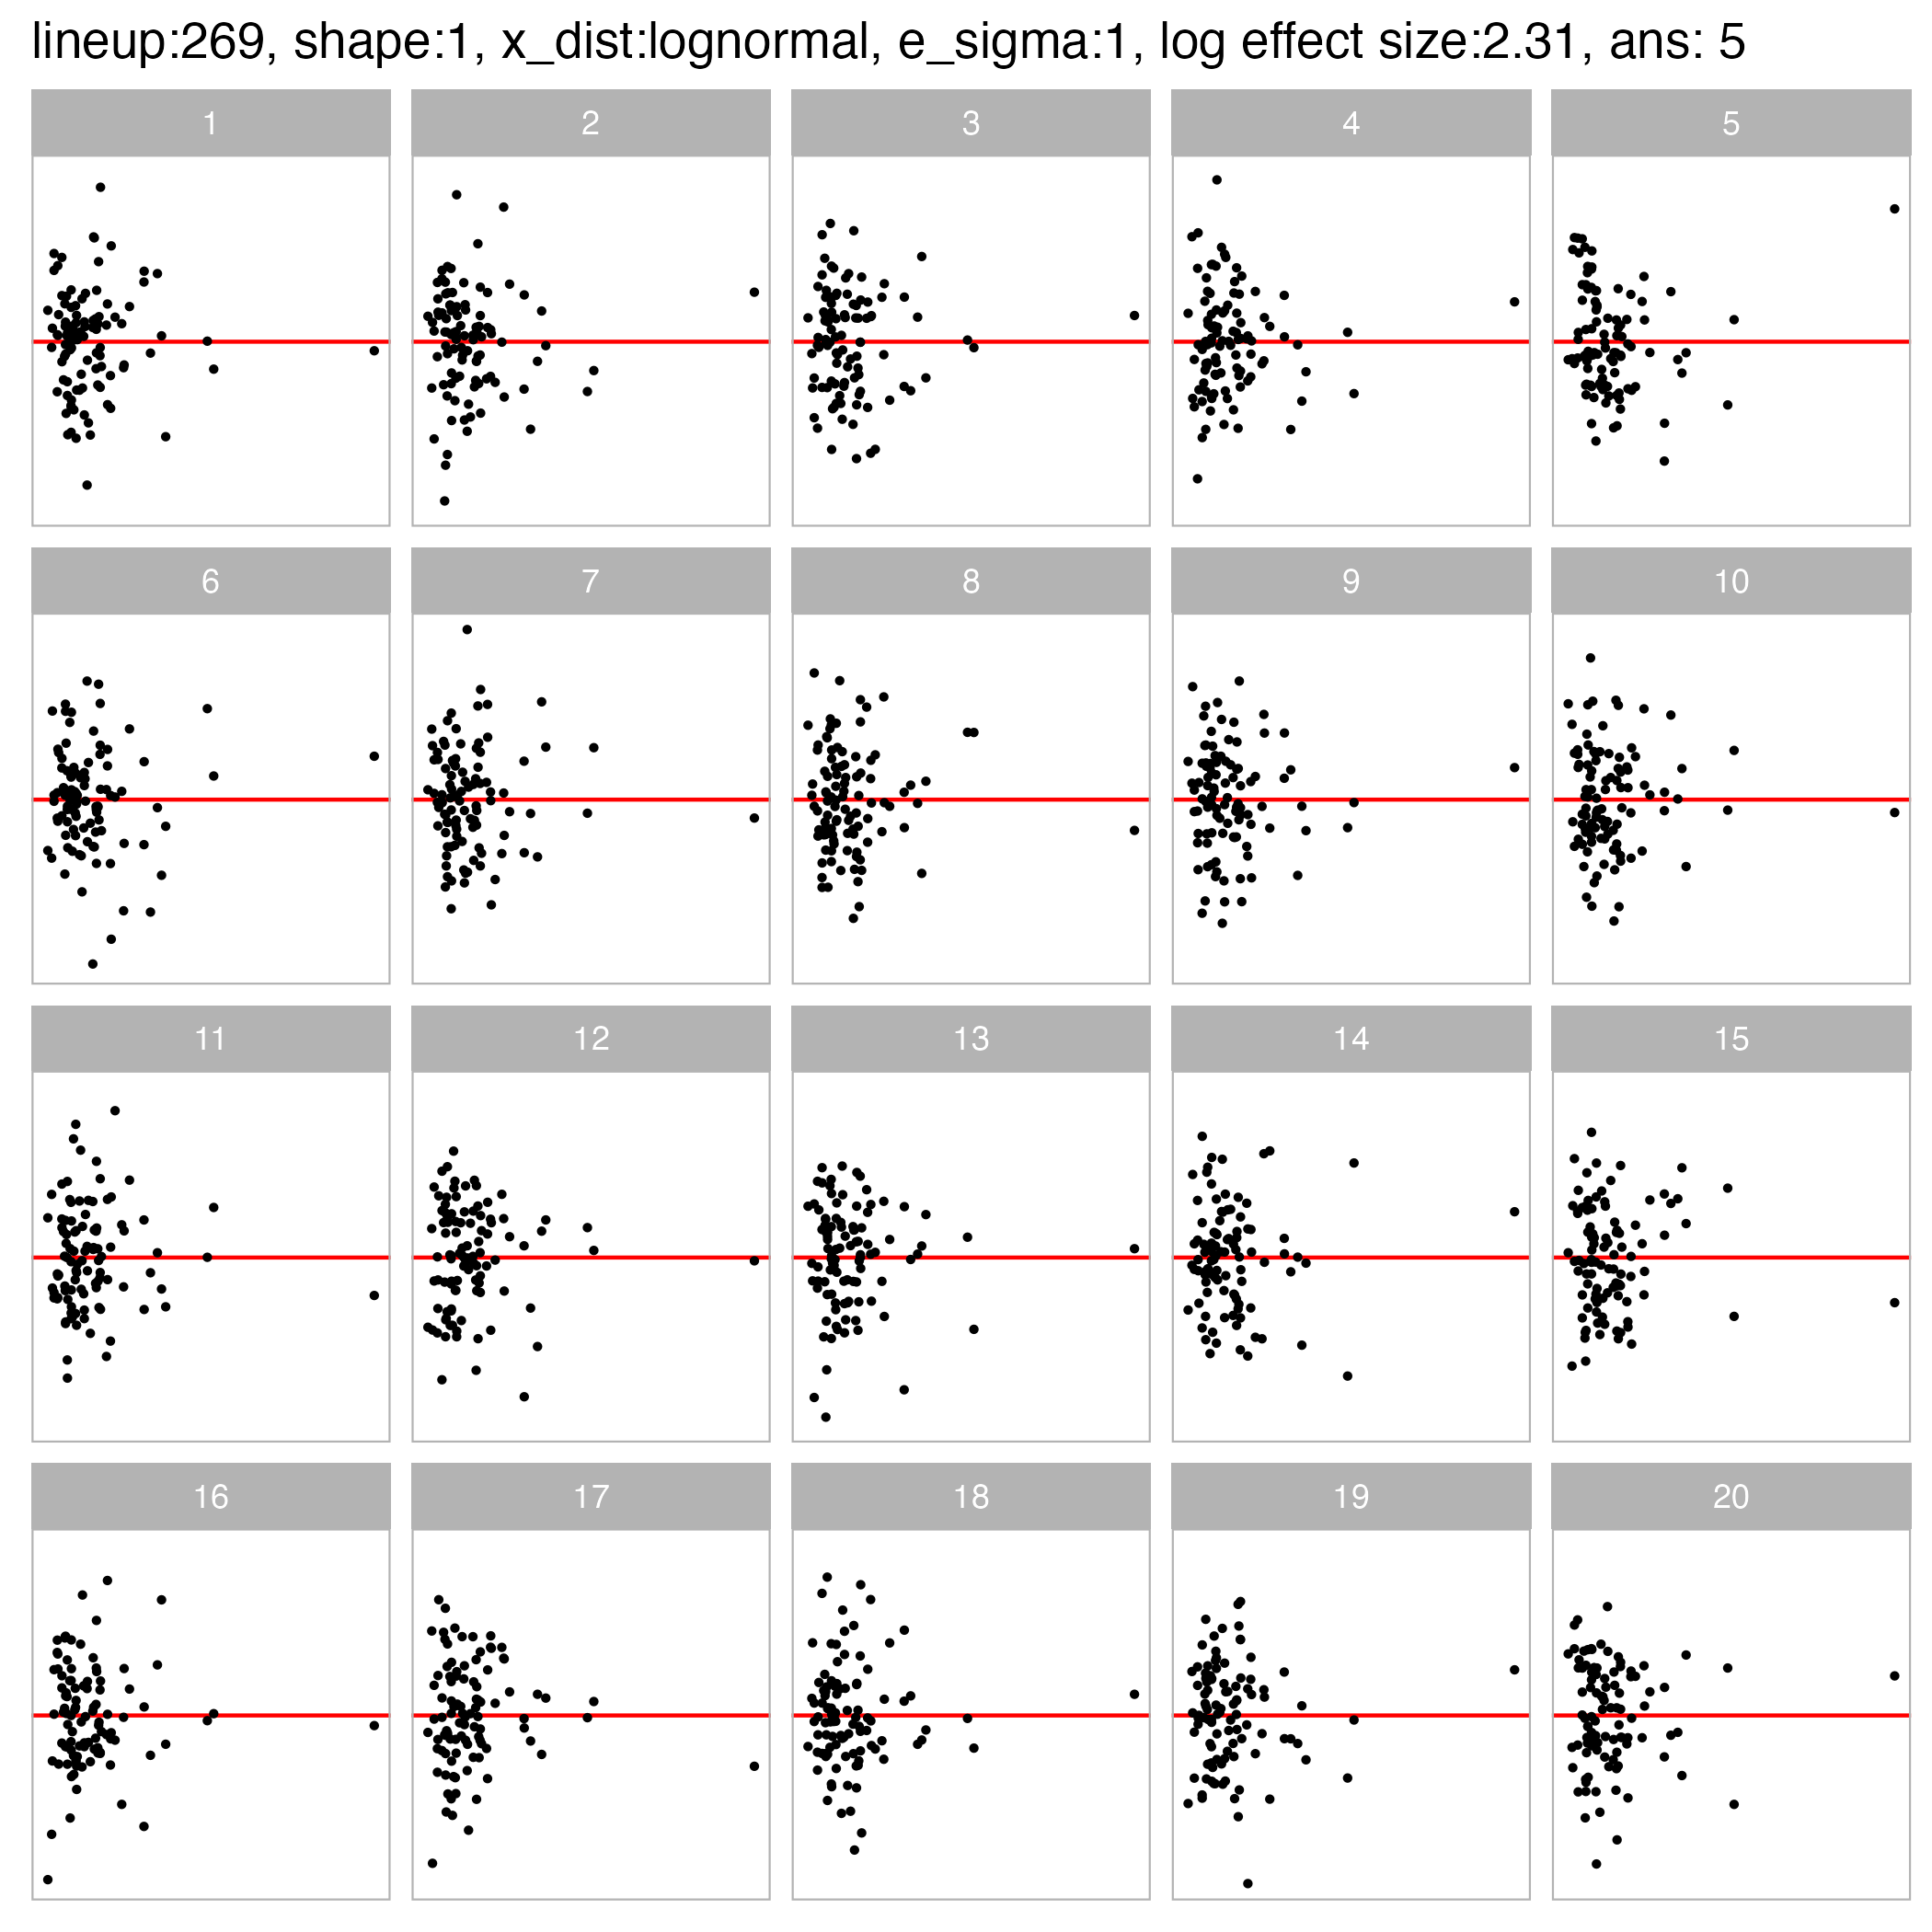 lineup:269, shape:1, x_dist:lognormal, e_sigma:1, log effect size:2.31, ans: 5
1 2 3 4 5
6 7 8 9 10
11 12 13 14 15
16 17 18 19 20